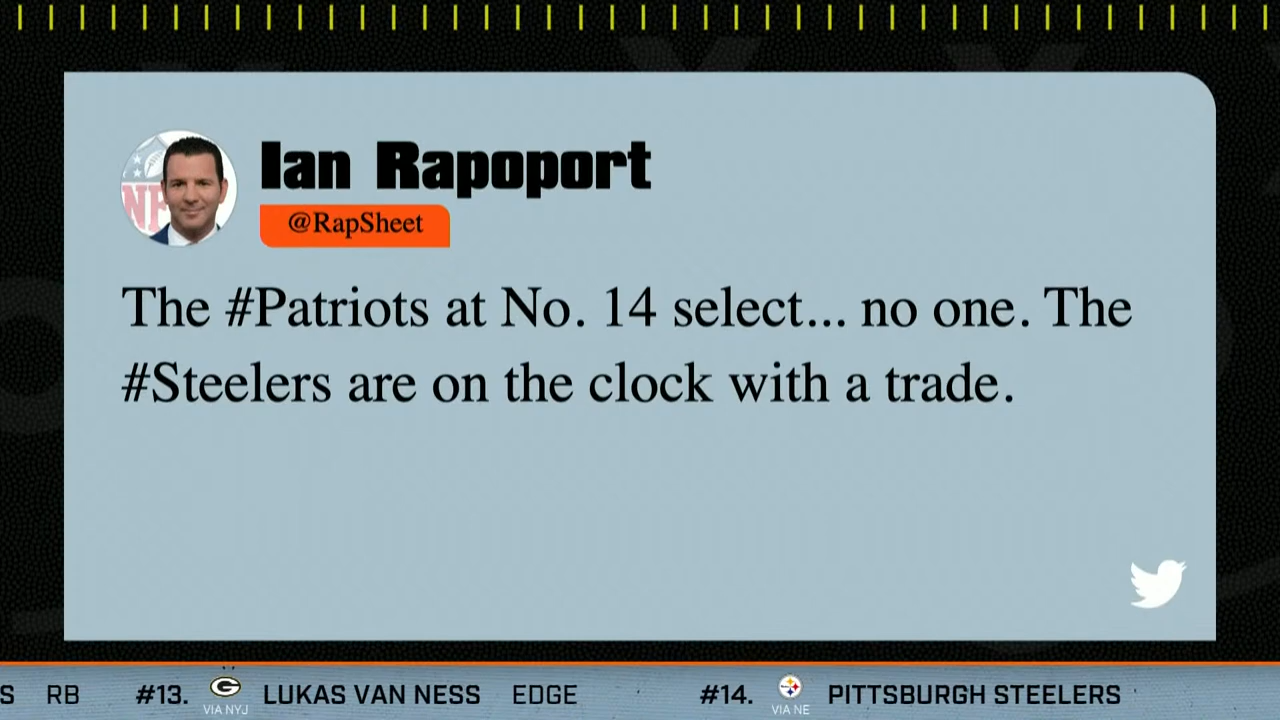 Ian Rapoport
@RapSheet
The #Patriots at No. 14 select... no one. The
#Steelers are on the clock with a trade.
S RB #13. G VIA NYJ LUKAS VAN NESS EDGE #14. VIA NE PITTSBURGH STEELERS